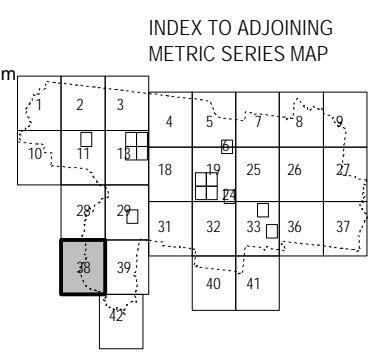 INDEX TO ADJOINING
METRIC SERIES MAP
m
1 2 3 4 5 7 8 9
10 11 13 6
18 19 25 26 27
28 29 24
31 32 33 36 37
38 39
40 41
42